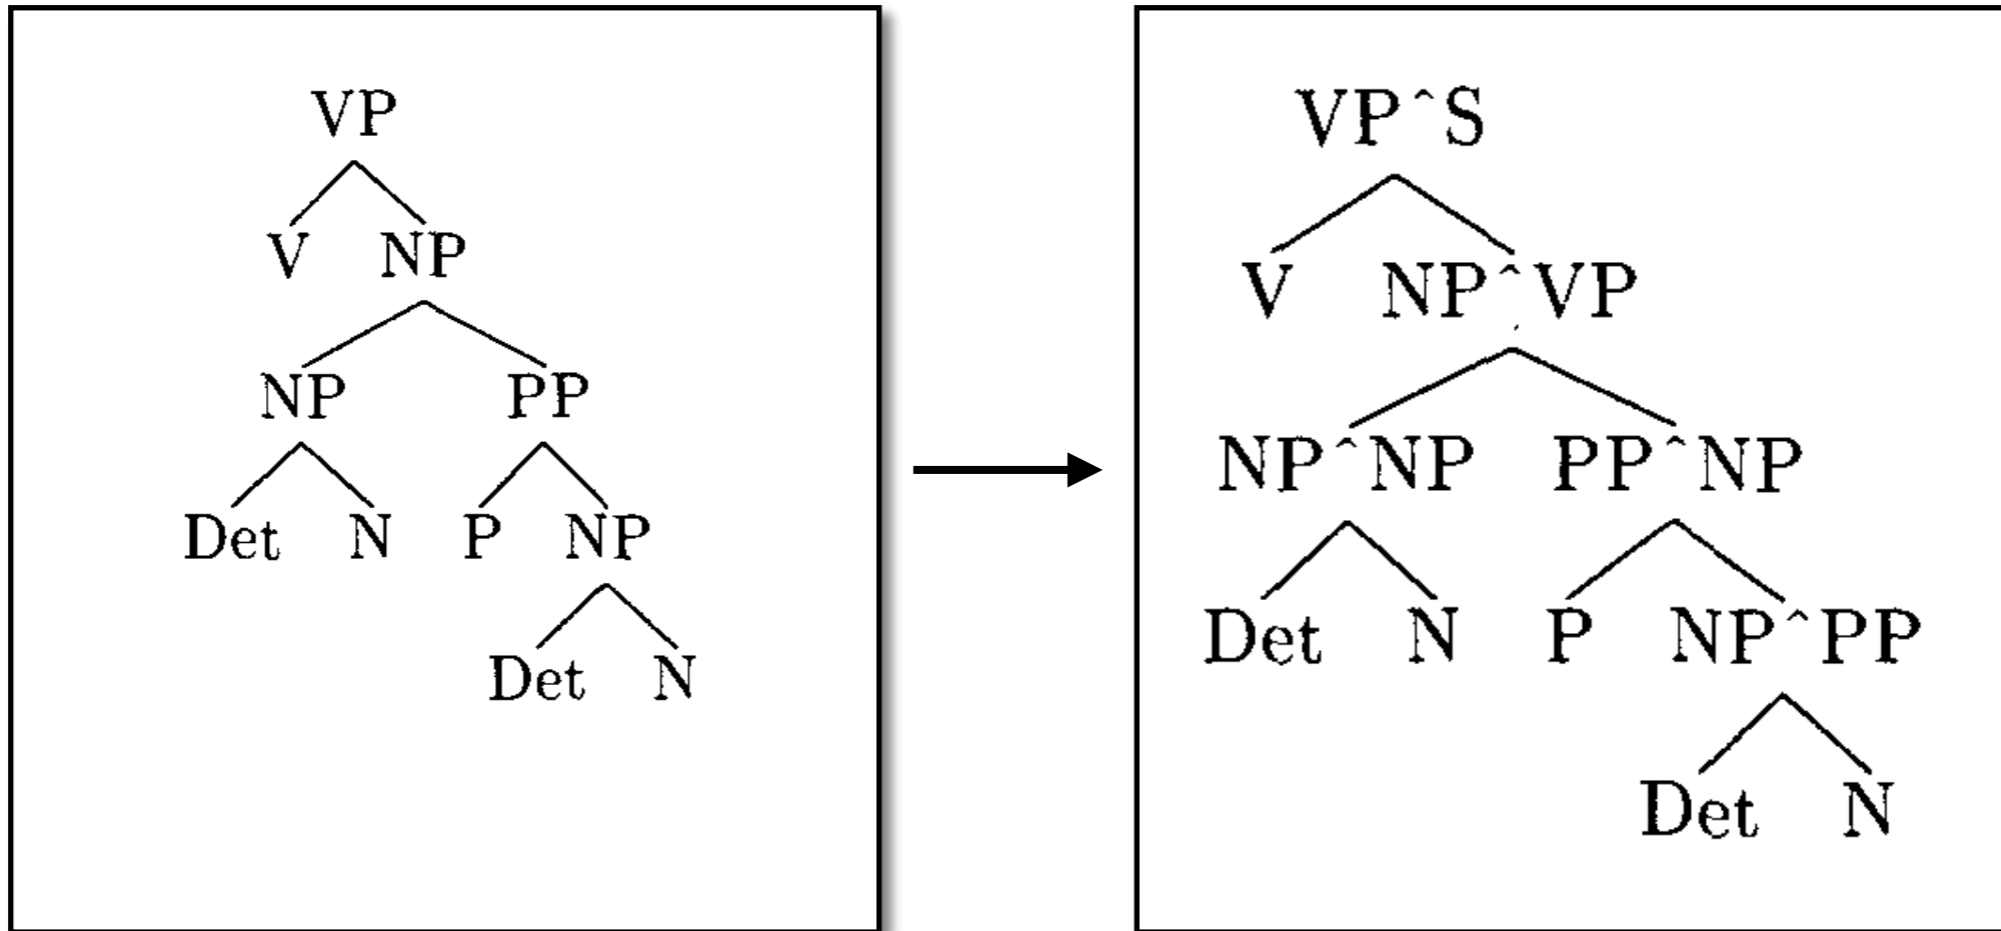 VP
V NP
NP PP
Det N P NP
Det N
VP^S
V NP^VP
NP^NP PP^NP
Det N P NP^PP
Det N